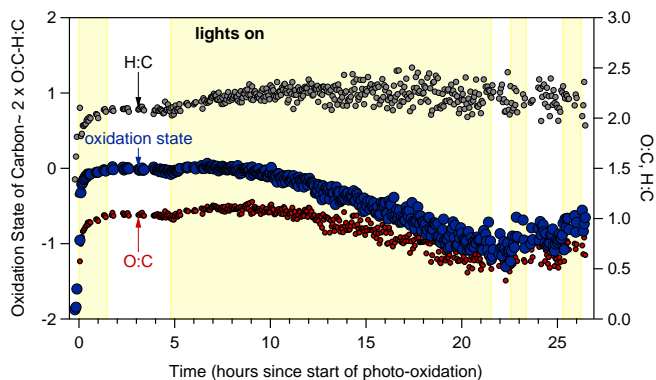 lights on
H:C
oxidation state
O:C
2
1
0
-1
-2
3.0
2.5
2.0
1.5
1.0
0.5
0.0
0
5
10
15
20
25
Oxidation State of Carbon~ 2 x O:C-H:C
O:C, H:C
Time (hours since start of photo-oxidation)